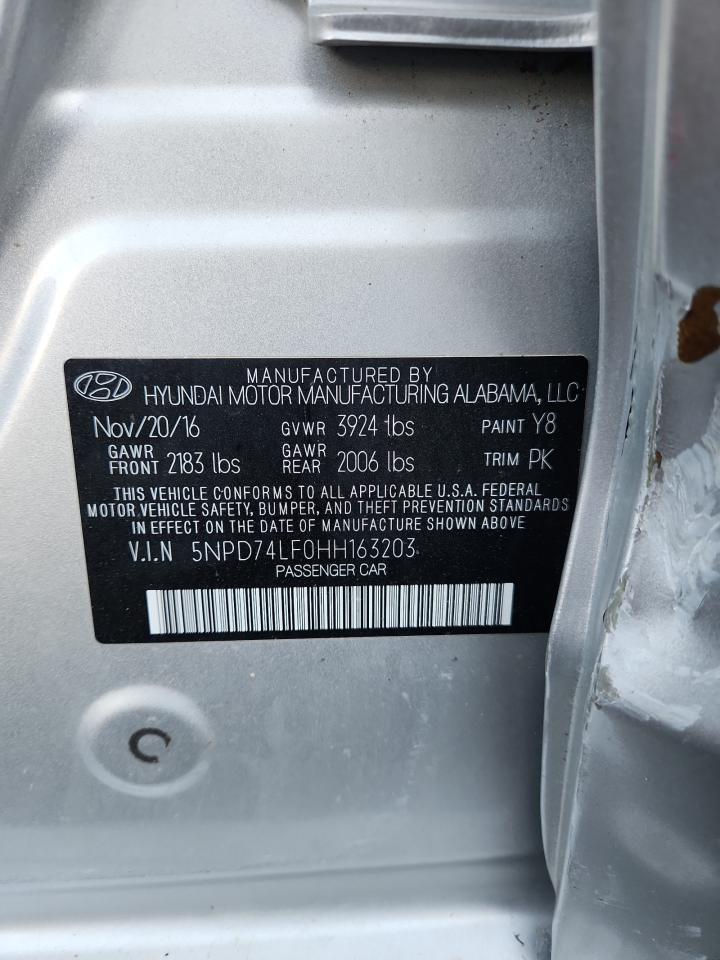 MANUFACTURED BY
HYUNDAI MOTOR MANUFACTURING ALABAMA, LLC
Nov/20/16 GVWR 3924 lbs PAINT Y8
GAWR FRONT 2183 lbs GAWR REAR 2006 lbs TRIM PK
THIS VEHICLE CONFORMS TO ALL APPLICABLE U.S.A. FEDERAL
MOTOR VEHICLE SAFETY, BUMPER, AND THEFT PREVENTION STANDARDS
IN EFFECT ON THE DATE OF MANUFACTURE SHOWN
V.I.N 5NPD74LF0HH163203
PASSENGER CAR